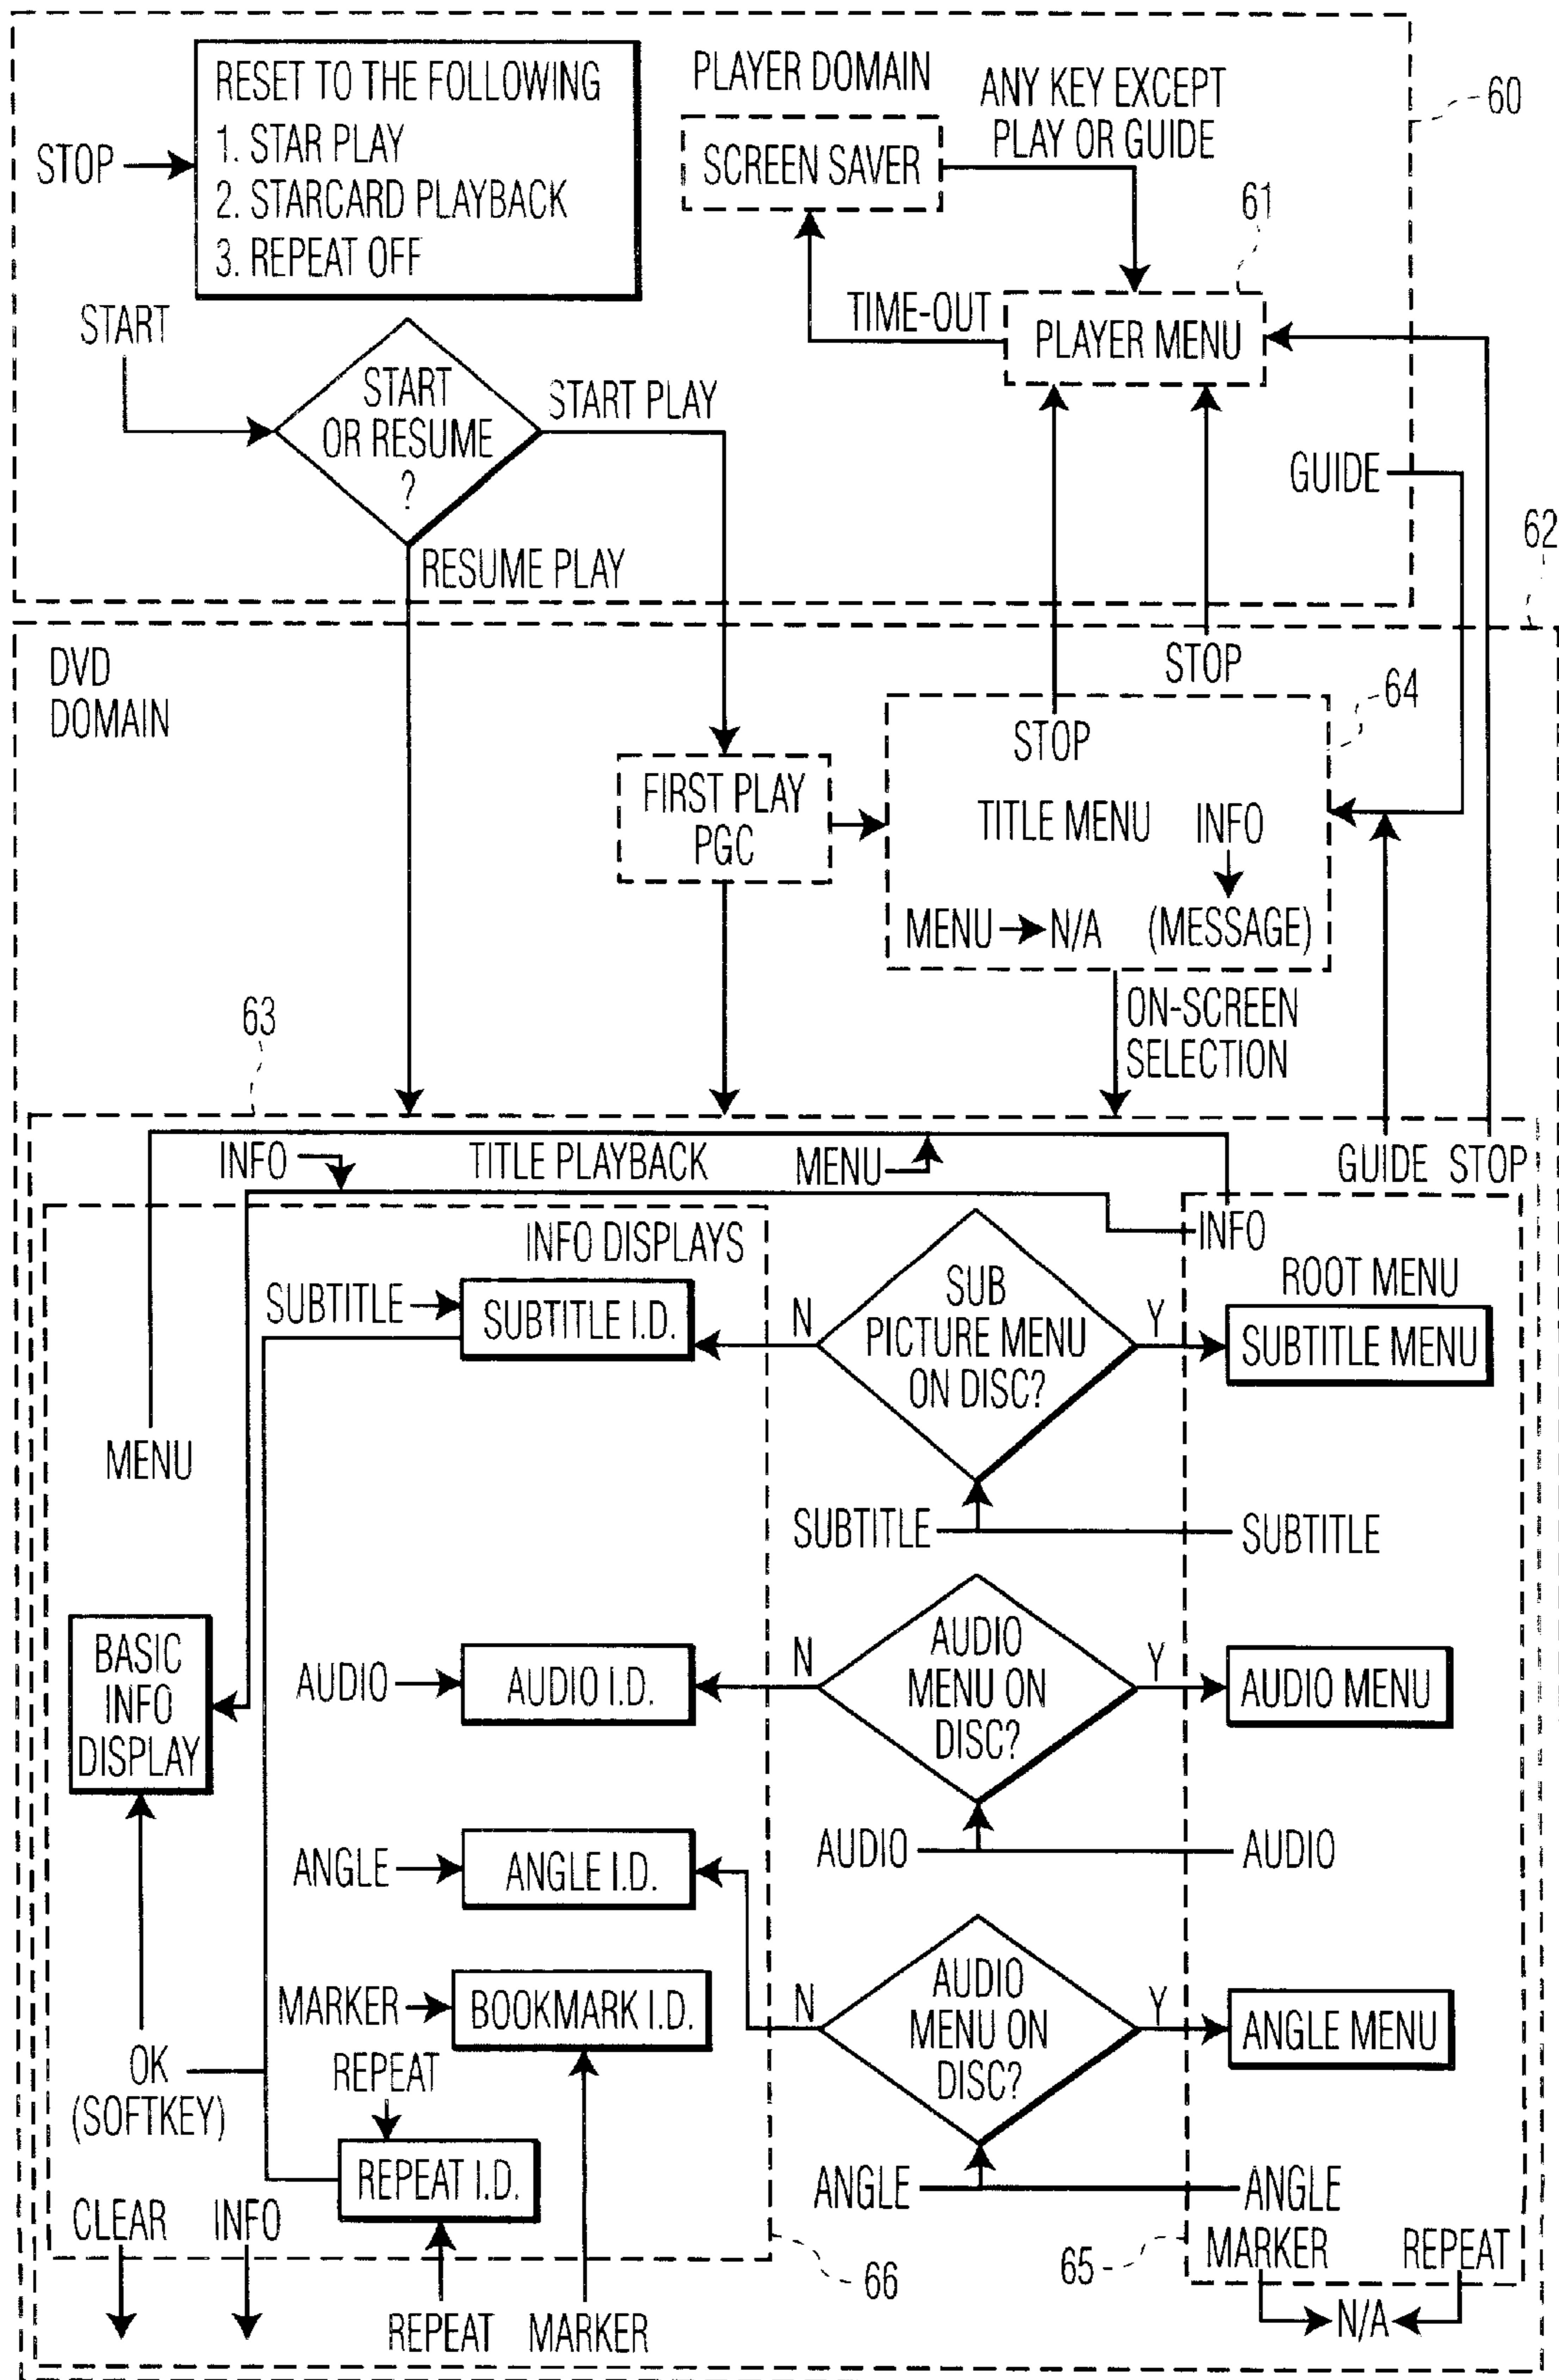 RESET TO THE FOLLOWING
1. STAR PLAY
2. STARCARD PLAYBACK
3. REPEAT OFF
STOP
PLAYER DOMAIN
ANY KEY EXCEPT
PLAY OR GUIDE
60
SCREEN SAVER
61
START
TIME-OUT
PLAYER MENU
START
OR RESUME
?
START PLAY
GUIDE
RESUME PLAY
62
DVD
DOMAIN
STOP
64
STOP
FIRST PLAY
PGC
TITLE MENU
INFO
MENU
N/A
(MESSAGE)
ON-SCREEN
SELECTION
63
INFO
TITLE PLAYBACK
MENU
GUIDE
STOP
INFO DISPLAYS
INFO
ROOT MENU
SUBTITLE
SUBTITLE I.D.
N
SUB
PICTURE MENU
ON DISC?
Y
SUBTITLE MENU
MENU
SUBTITLE
SUBTITLE
BASIC
INFO
DISPLAY
AUDIO
AUDIO I.D.
N
AUDIO
MENU ON
DISC?
Y
AUDIO MENU
AUDIO
AUDIO
ANGLE
ANGLE I.D.
MARKER
BOOKMARK I.D.
N
AUDIO
MENU ON
DISC?
Y
ANGLE MENU
OK
(SOFTKEY)
REPEAT
REPEAT I.D.
ANGLE
ANGLE
CLEAR
INFO
MARKER
REPEAT
66
65
REPEAT
MARKER
N/A